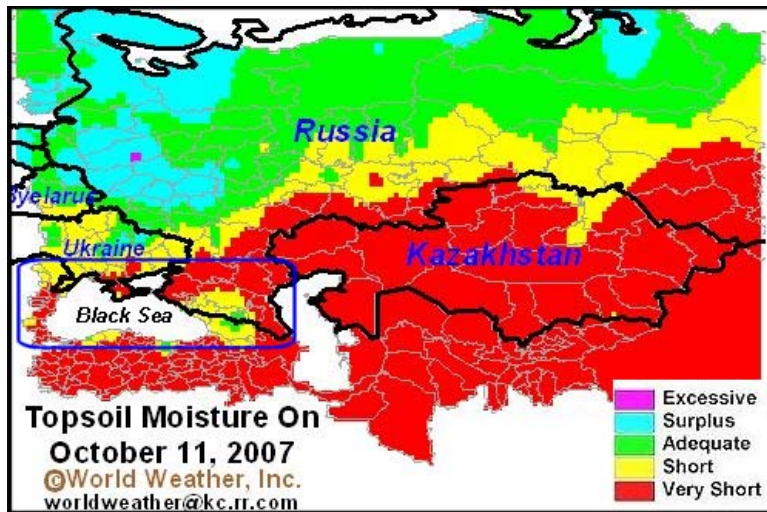 Russia
Byelarus
Ukraine
Kazakhstan
Black Sea
Topsoil Moisture On
October 11, 2007
©World Weather, Inc.
worldweather@kc.rr.com
Excessive
Surplus
Adequate
Short
Very Short